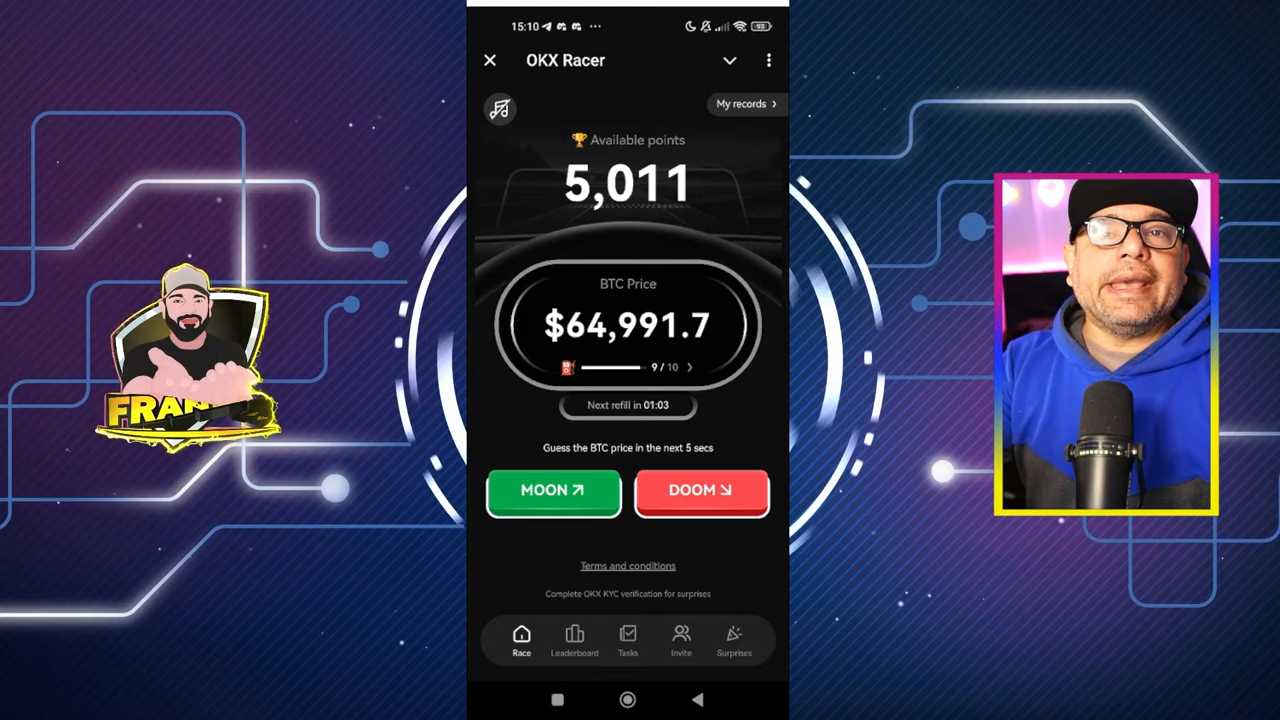 15:10
93
OKX Racer
My records
Available points
5,011
BTC Price
$64,991.7
9 / 10
Next refill in 01:03
Guess the BTC price in the next 5 secs
MOON
DOOM
Terms and conditions
Complete OKX KYC verification for surprises
Race
Leaderboard
Tasks
Invite
Surprises